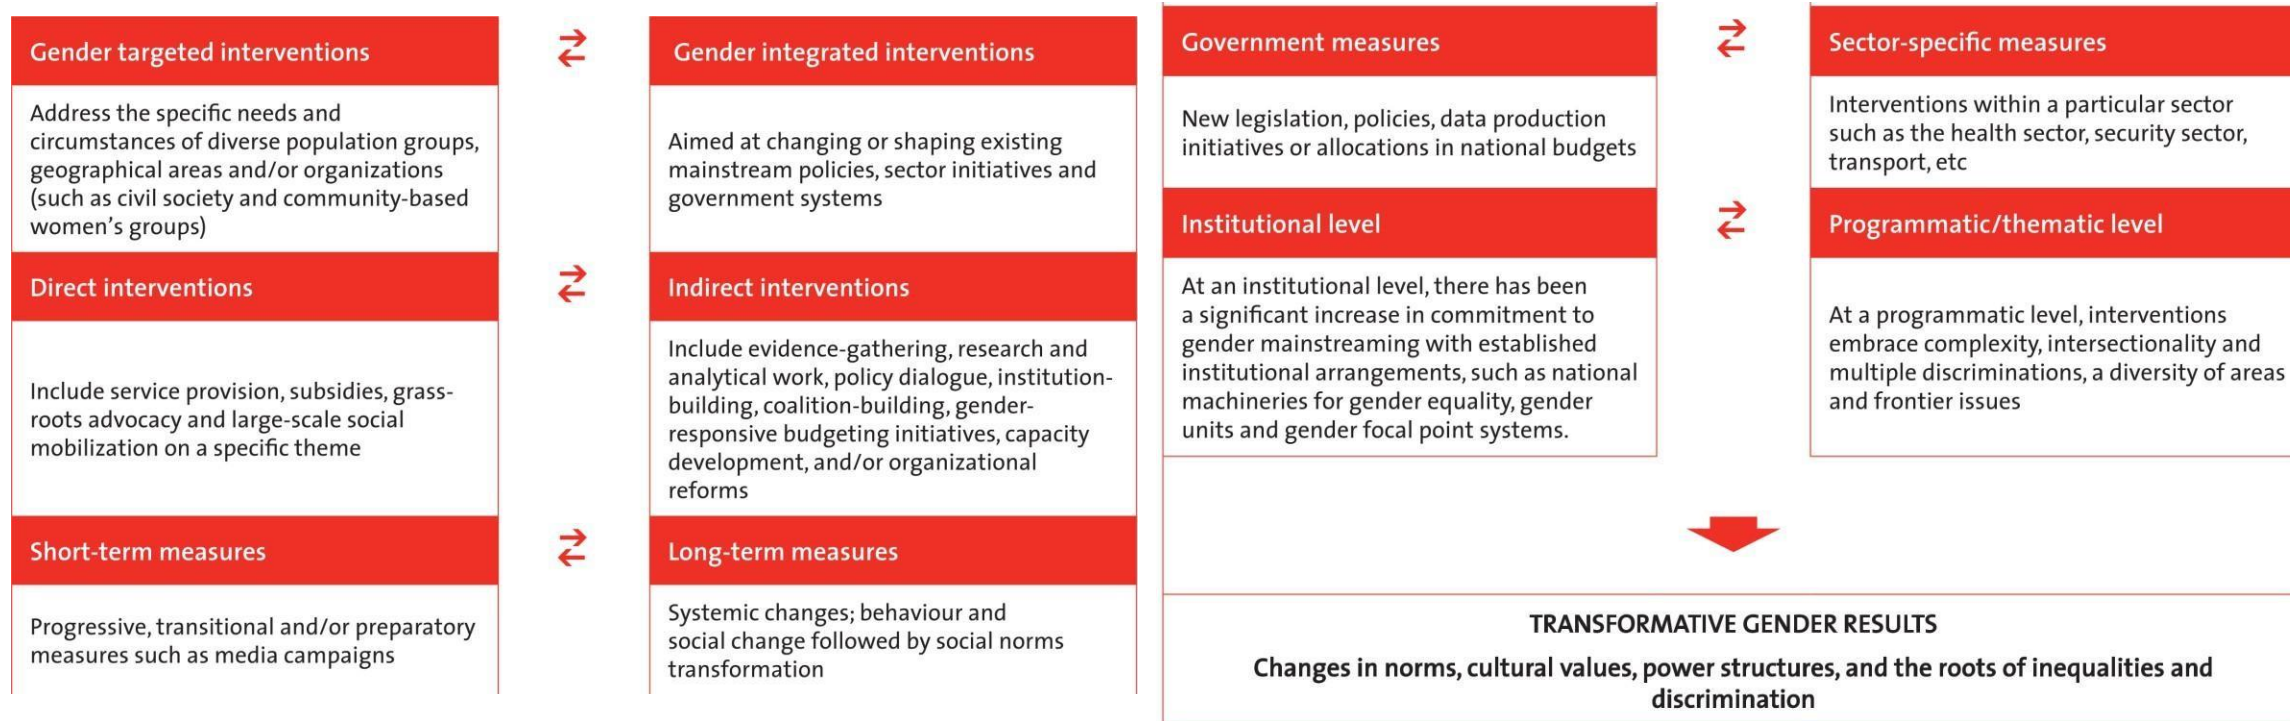 Gender targeted interventions
Address the specific needs and
circumstances of diverse population groups,
geographical areas and/or organizations
(such as civil society and community-based
women’s groups)
Gender integrated interventions
Aimed at changing or shaping existing
mainstream policies, sector initiatives and
government systems
Direct interventions
Include service provision, subsidies, grass-
roots advocacy and large-scale social
mobilization on a specific theme
Indirect interventions
Include evidence-gathering, research and
analytical work, policy dialogue, institution-
building, coalition-building, gender-
responsive budgeting initiatives, capacity
development, and/or organizational
reforms
Short-term measures
Progressive, transitional and/or preparatory
measures such as media campaigns
Long-term measures
Systemic changes; behaviour and
social change followed by social norms
transformation
Government measures
New legislation, policies, data production
initiatives or allocations in national budgets
Sector-specific measures
Interventions within a particular sector
such as the health sector, security sector,
transport, etc
Institutional level
At an institutional level, there has been
a significant increase in commitment to
gender mainstreaming with established
institutional arrangements, such as national
machineries for gender equality, gender
units and gender focal point systems.
Programmatic/thematic level
At a programmatic level, interventions
embrace complexity, intersectionality and
multiple discriminations, a diversity of areas
and frontier issues
TRANSFORMATIVE GENDER RESULTS
Changes in norms, cultural values, power structures, and the roots of inequalities and
discrimination